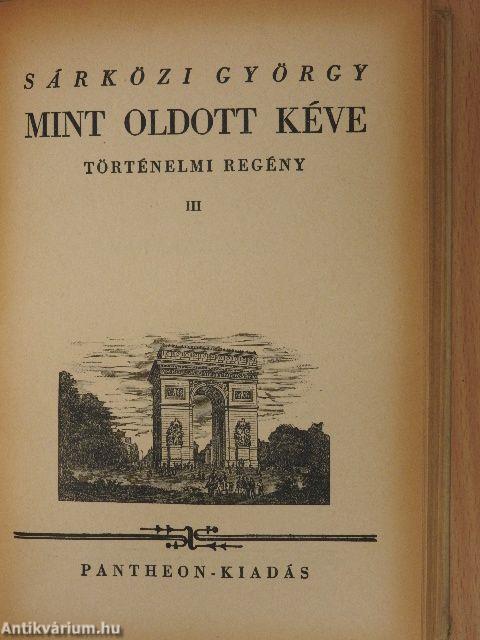 SÁRKÖZI GYÖRGY
MINT OLDOTT KÉVE
TÖRTÉNELMI REGÉNY
III
PANTHEON-KIADÁS
Antikvárium.hu